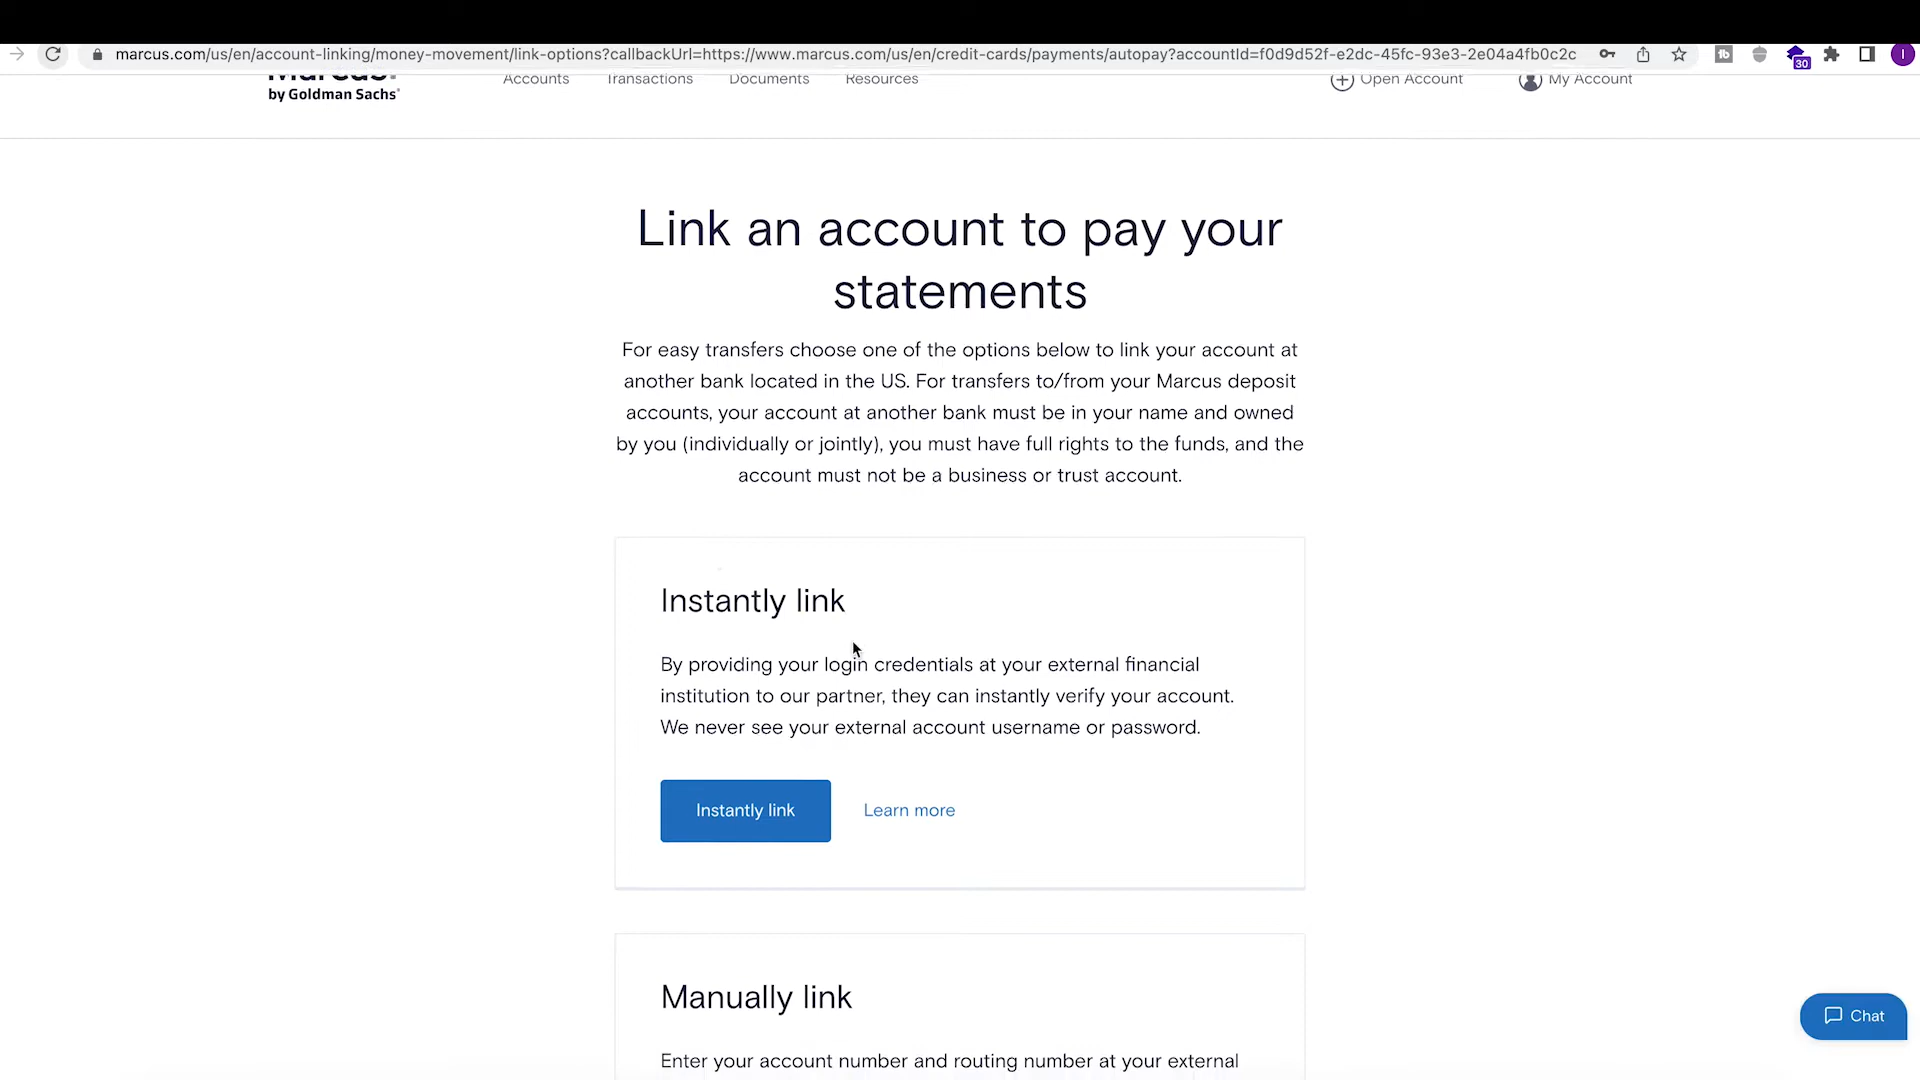 marcus.com/us/en/account-linking/money-movement/link-options?callbackUrl=https://www.marcus.com/us/en/credit-cards/payments/autopay?accountId=f0d9d52f-e2dc-45fc-93e3-2e04a4fb0c2c
30
I
Marcus:
by Goldman Sachs®
Accounts
Transactions
Documents
Resources
Open Account
My Account
Link an account to pay your
statements
For easy transfers choose one of the options below to link your account at
another bank located in the US. For transfers to/from your Marcus deposit
accounts, your account at another bank must be in your name and owned
by you (individually or jointly), you must have full rights to the funds, and the
account must not be a business or trust account.
Instantly link
By providing your login credentials at your external financial
institution to our partner, they can instantly verify your account.
We never see your external account username or password.
Instantly link
Learn more
Manually link
Enter your account number and routing number at your external
Chat